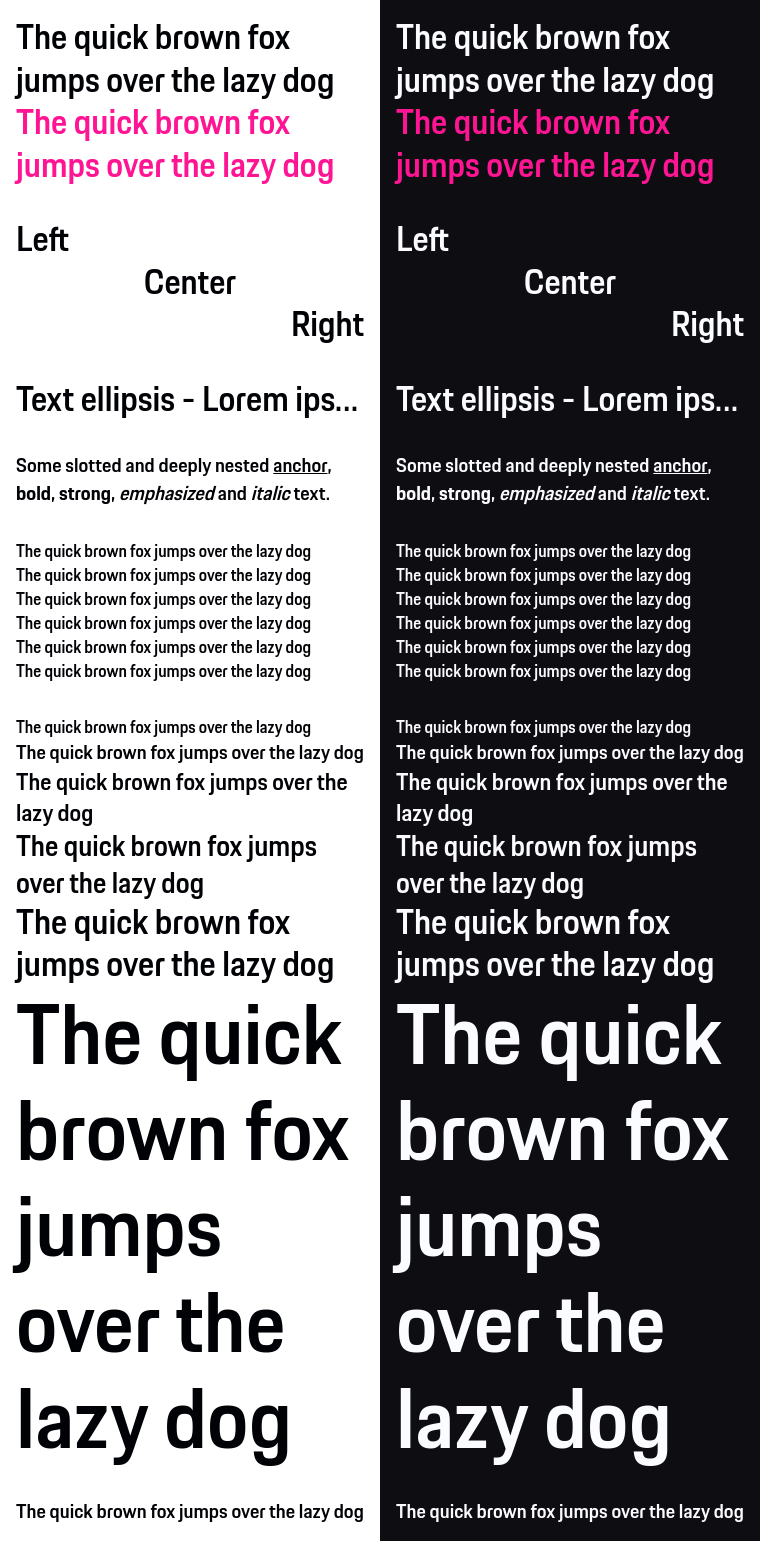 The quick brown fox
jumps over the lazy dog
The quick brown fox
jumps over the lazy dog
Left
Center
Right
Text ellipsis - Lorem ips...
Some slotted and deeply nested anchor,
bold, strong, emphasized and italic text.
The quick brown fox jumps over the lazy dog
The quick brown fox jumps over the lazy dog
The quick brown fox jumps over the lazy dog
The quick brown fox jumps over the lazy dog
The quick brown fox jumps over the lazy dog
The quick brown fox jumps over the lazy dog
The quick brown fox jumps over the lazy dog
The quick brown fox jumps over the lazy dog
The quick brown fox jumps over the
lazy dog
The quick brown fox jumps
over the lazy dog
The quick brown fox
jumps over the lazy dog
The quick
brown fox
jumps
over the
lazy dog
The quick brown fox jumps over the lazy dog
The quick brown fox
jumps over the lazy dog
The quick brown fox
jumps over the lazy dog
Left
Center
Right
Text ellipsis - Lorem ips...
Some slotted and deeply nested anchor,
bold, strong, emphasized and italic text.
The quick brown fox jumps over the lazy dog
The quick brown fox jumps over the lazy dog
The quick brown fox jumps over the lazy dog
The quick brown fox jumps over the lazy dog
The quick brown fox jumps over the lazy dog
The quick brown fox jumps over the lazy dog
The quick brown fox jumps over the lazy dog
The quick brown fox jumps over the lazy dog
The quick brown fox jumps over the
lazy dog
The quick brown fox jumps
over the lazy dog
The quick brown fox
jumps over the lazy dog
The quick
brown fox
jumps
over the
lazy dog
The quick brown fox jumps over the lazy dog